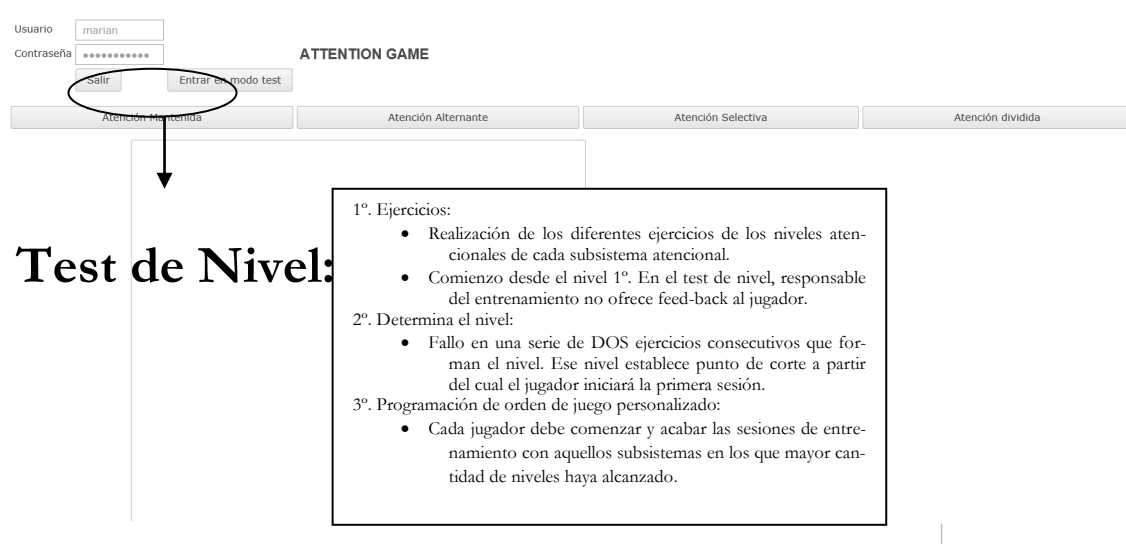 Usuario marian
Contraseña ●●●●●●●●●●●
ATTENTION GAME
Salir Entrar en modo test
Atención Mantenida Atención Alternante Atención Selectiva Atención dividida
Test de Nivel:
1º. Ejercicios:
• Realización de los diferentes ejercicios de los niveles aten-
cionales de cada subsistema atencional.
• Comienzo desde el nivel 1º. En el test de nivel, responsable
del entrenamiento no ofrece feed-back al jugador.
2º. Determina el nivel:
• Fallo en una serie de DOS ejercicios consecutivos que for-
man el nivel. Ese nivel establece punto de corte a partir
del cual el jugador iniciará la primera sesión.
3º. Programación de orden de juego personalizado:
• Cada jugador debe comenzar y acabar las sesiones de entre-
namiento con aquellos subsistemas en los que mayor can-
tidad de niveles haya alcanzado.